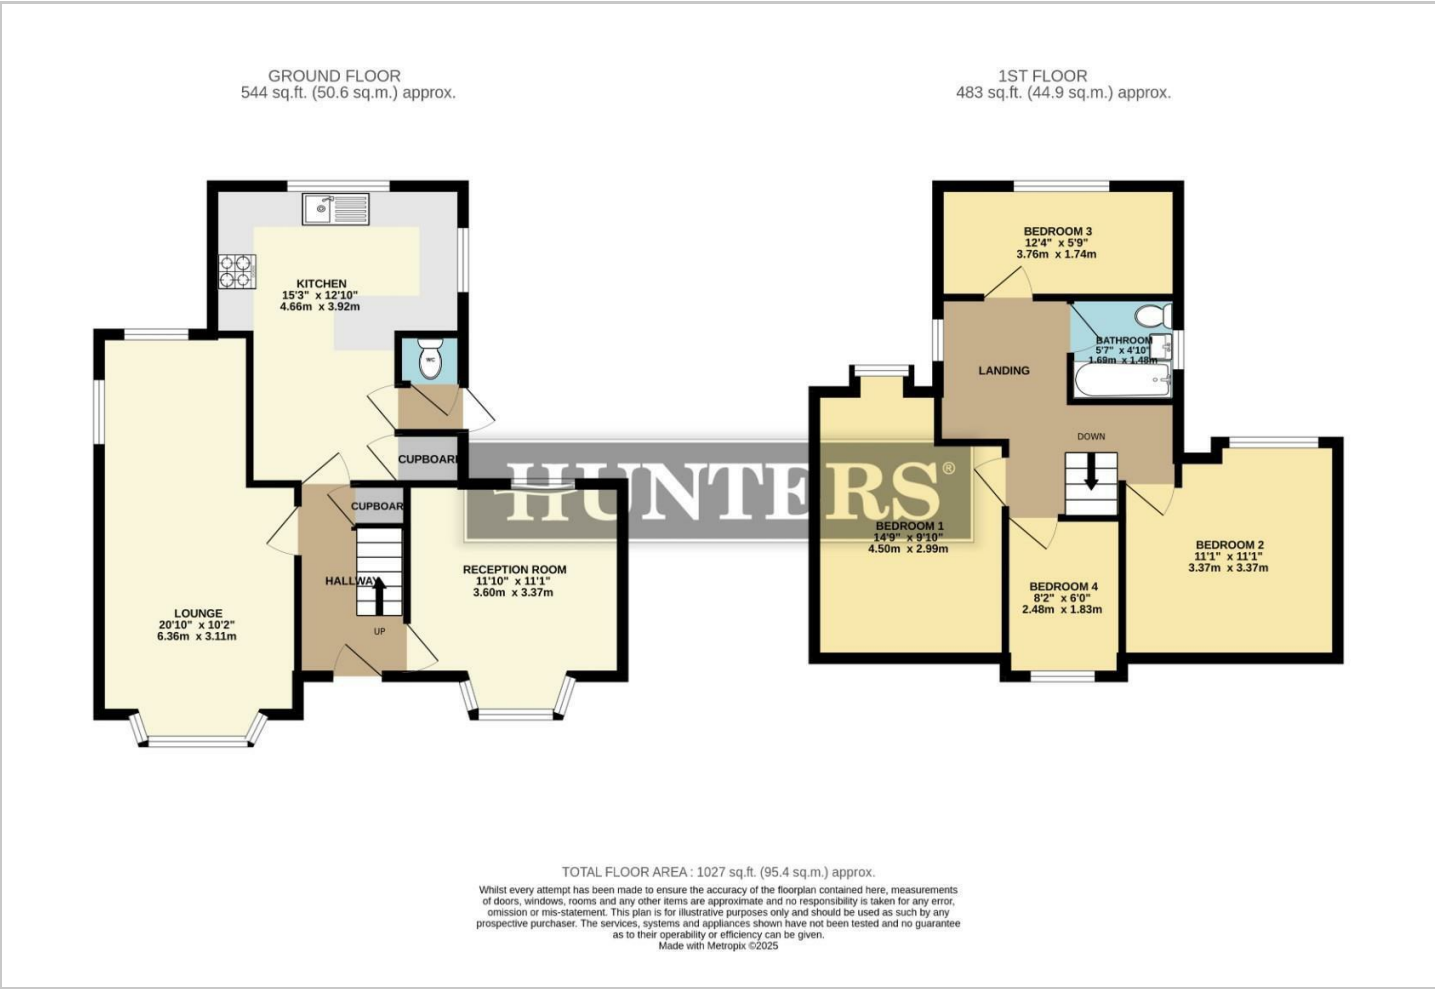 GROUND FLOOR
544 sq.ft. (50.6 sq.m.) approx.
1ST FLOOR
483 sq.ft. (44.9 sq.m.) approx.
KITCHEN
15'3" x 12'10"
4.66m x 3.92m
WC
CUPBOARD
CUPBOAR
HALLWAY
UP
RECEPTION ROOM
11'10" x 11'1"
3.60m x 3.37m
LOUNGE
20'10" x 10'2"
6.36m x 3.11m
HUNTERS®
BEDROOM 3
12'4" x 5'9"
3.76m x 1.74m
BATHROOM
5'7" x 4'10"
1.69m x 1.48m
LANDING
DOWN
BEDROOM 1
14'9" x 9'10"
4.50m x 2.99m
BEDROOM 2
11'1" x 11'1"
3.37m x 3.37m
BEDROOM 4
8'2" x 6'0"
2.48m x 1.83m
TOTAL FLOOR AREA : 1027 sq.ft. (95.4 sq.m.) approx.
Whilst every attempt has been made to ensure the accuracy of the floorplan contained here, measurements
of doors, windows, rooms and any other items are approximate and no responsibility is taken for any error,
omission or mis-statement. This plan is for illustrative purposes only and should be used as such by any
prospective purchaser. The services, systems and appliances shown have not been tested and no guarantee
as to their operability or efficiency can be given.
Made with Metropix ©2025